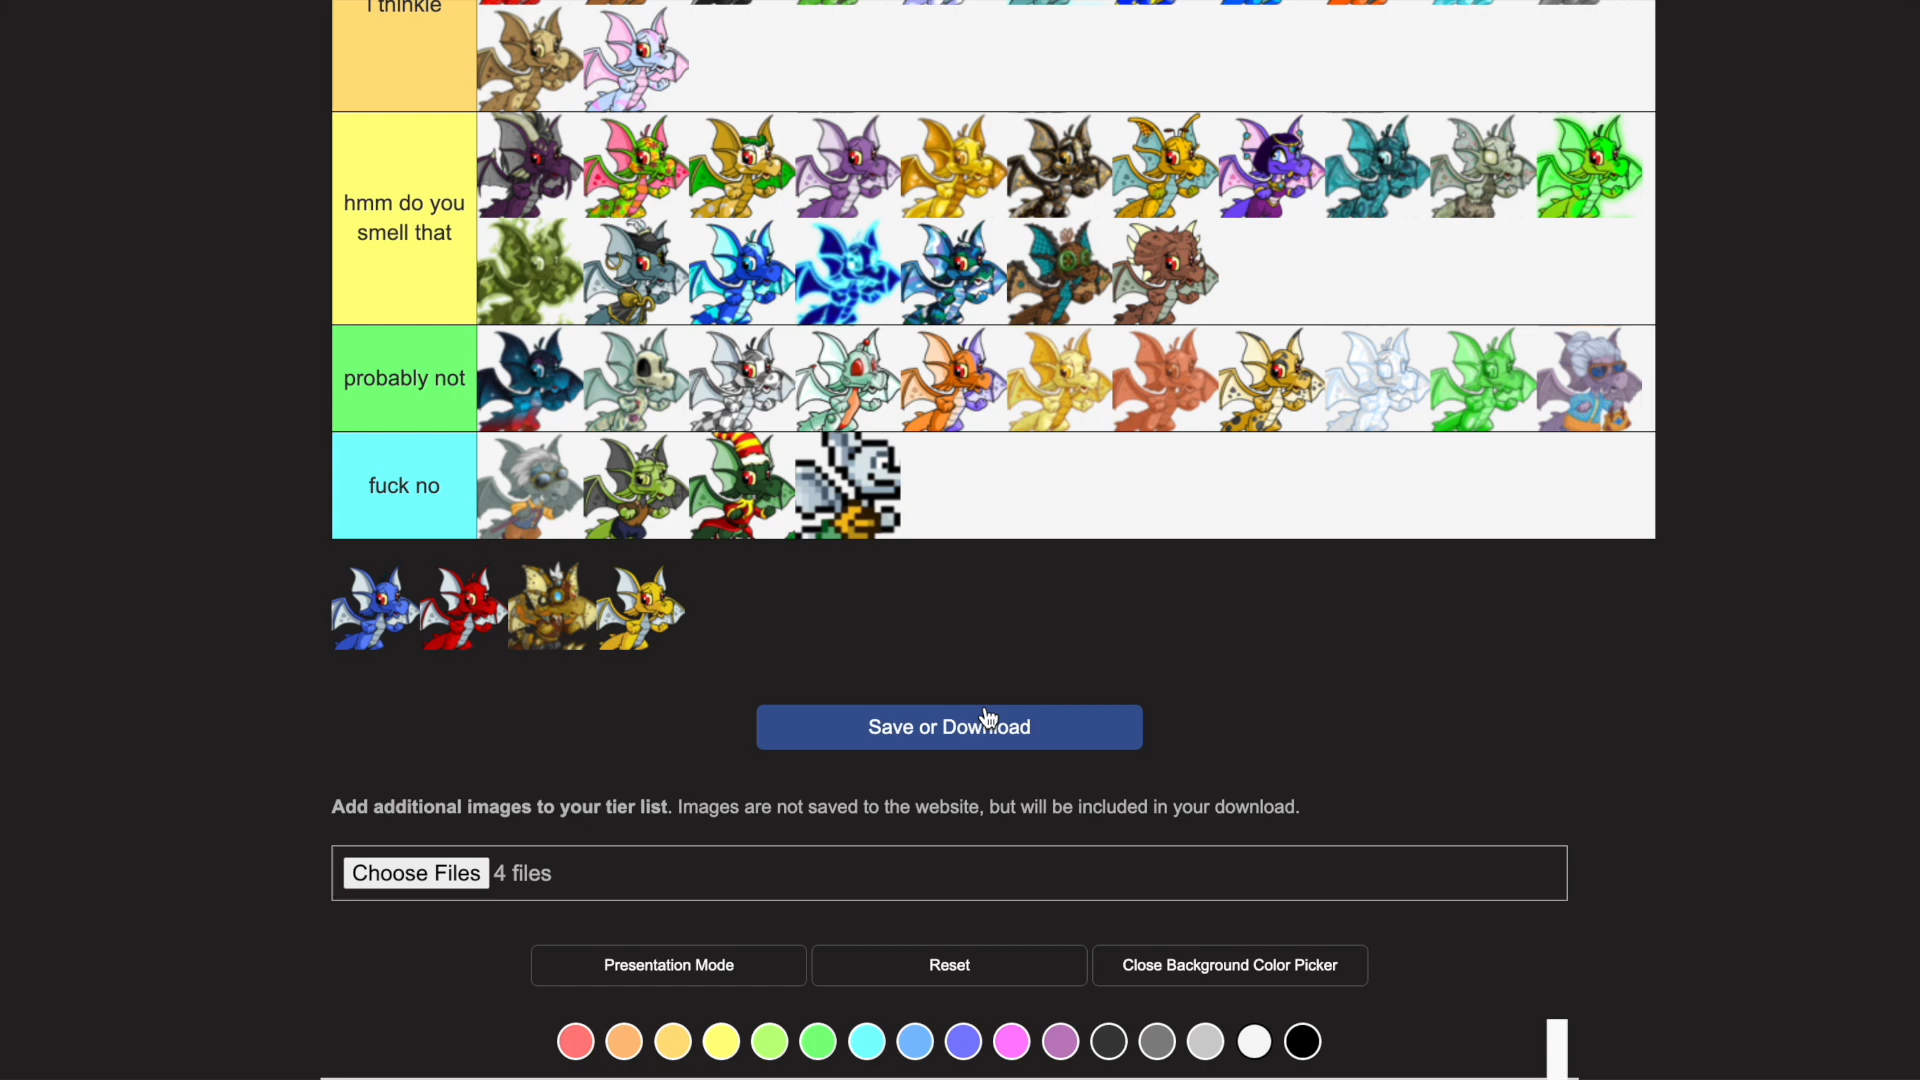 I thinkie
hmm do you
smell that
probably not
fuck no
Save or Download
Add additional images to your tier list. Images are not saved to the website, but will be included in your download.
Choose Files 4 files
Presentation Mode
Reset
Close Background Color Picker